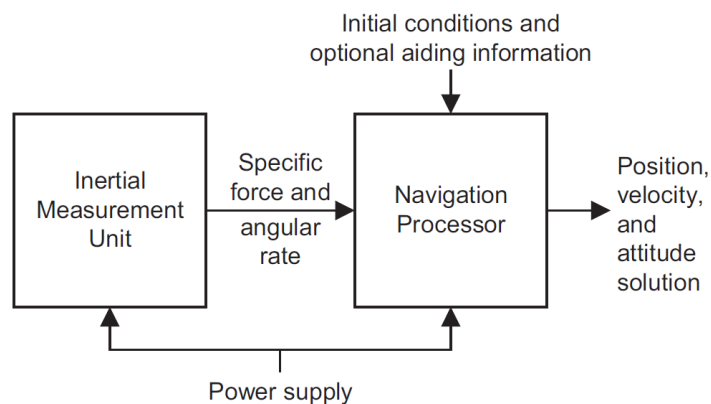 Initial conditions and
optional aiding information
Inertial
Measurement
Unit
Specific
force and
angular
rate
Navigation
Processor
Position,
velocity,
and
attitude
solution
Power supply